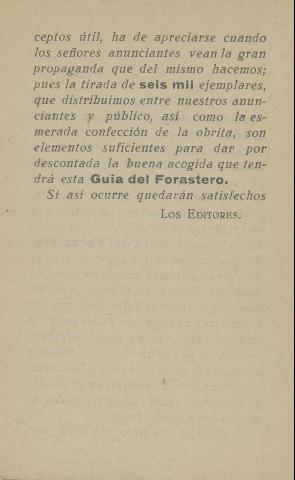 ceptos útil, ha de apreciarse cuando
los señores anunciantes vean la gran
propaganda que del mismo hacemos;
pues la tirada de seis mil ejemplares,
que distribuimos entre nuestros anun-
ciantes y público, así como la es-
merada confección de la obrita, son
elementos suficientes para dar por
descontada la buena acogida que ten-
drá esta Guia del Forastero.
Si así ocurre quedarán satisfechos
Los Editores.